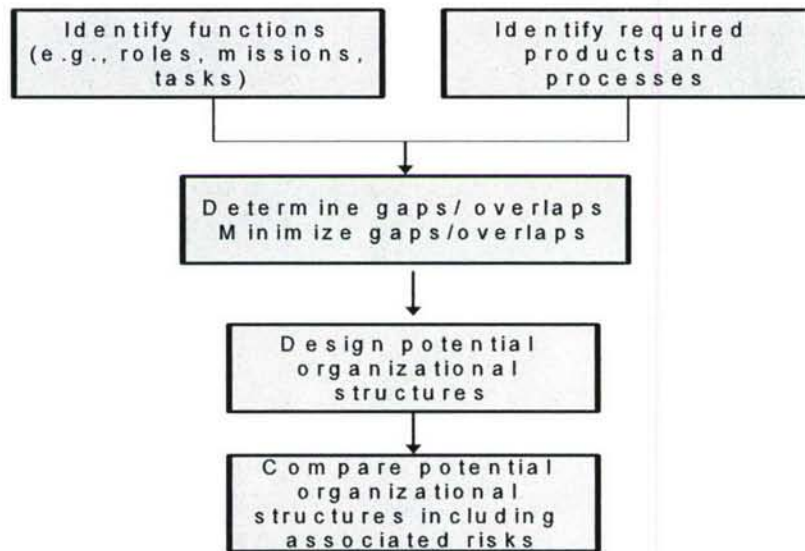 Identify functions
(e.g., roles, missions,
tasks)
Identify required
products and
processes
Determine gaps/ overlaps
Minimize gaps/overlaps
Design potential
organizational
structures
Compare potential
organizational
structures including
associated risks